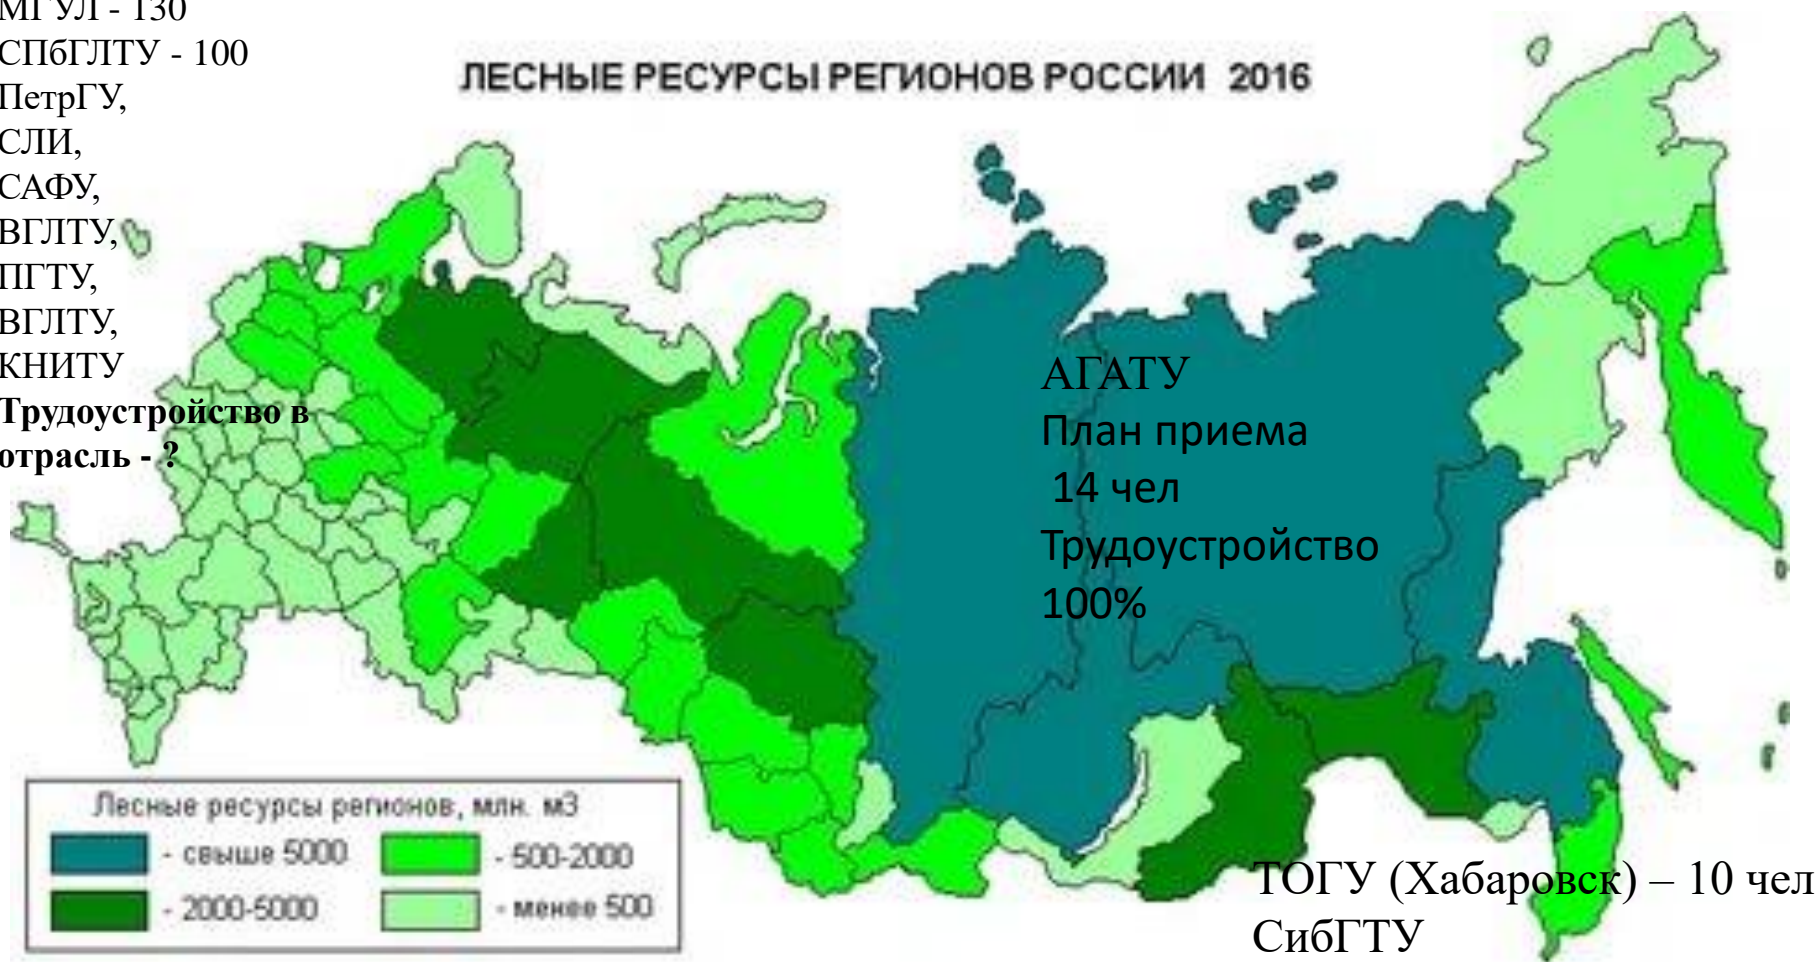 МГУЛ - 130
СПбГЛТУ - 100
ПетрГУ,
СЛИ,
САФУ,
ВГЛТУ,
ПГТУ,
ВГЛТУ,
КНИТУ
Трудоустройство в
отрасль - ?
ЛЕСНЫЕ РЕСУРСЫ РЕГИОНОВ РОССИИ 2016
АГАТУ
План приема
14 чел
Трудоустройство
100%
Лесные ресурсы регионов, млн. м3
- свыше 5000
- 500-2000
- 2000-5000
- менее 500
ТОГУ (Хабаровск) – 10 чел
СибГТУ